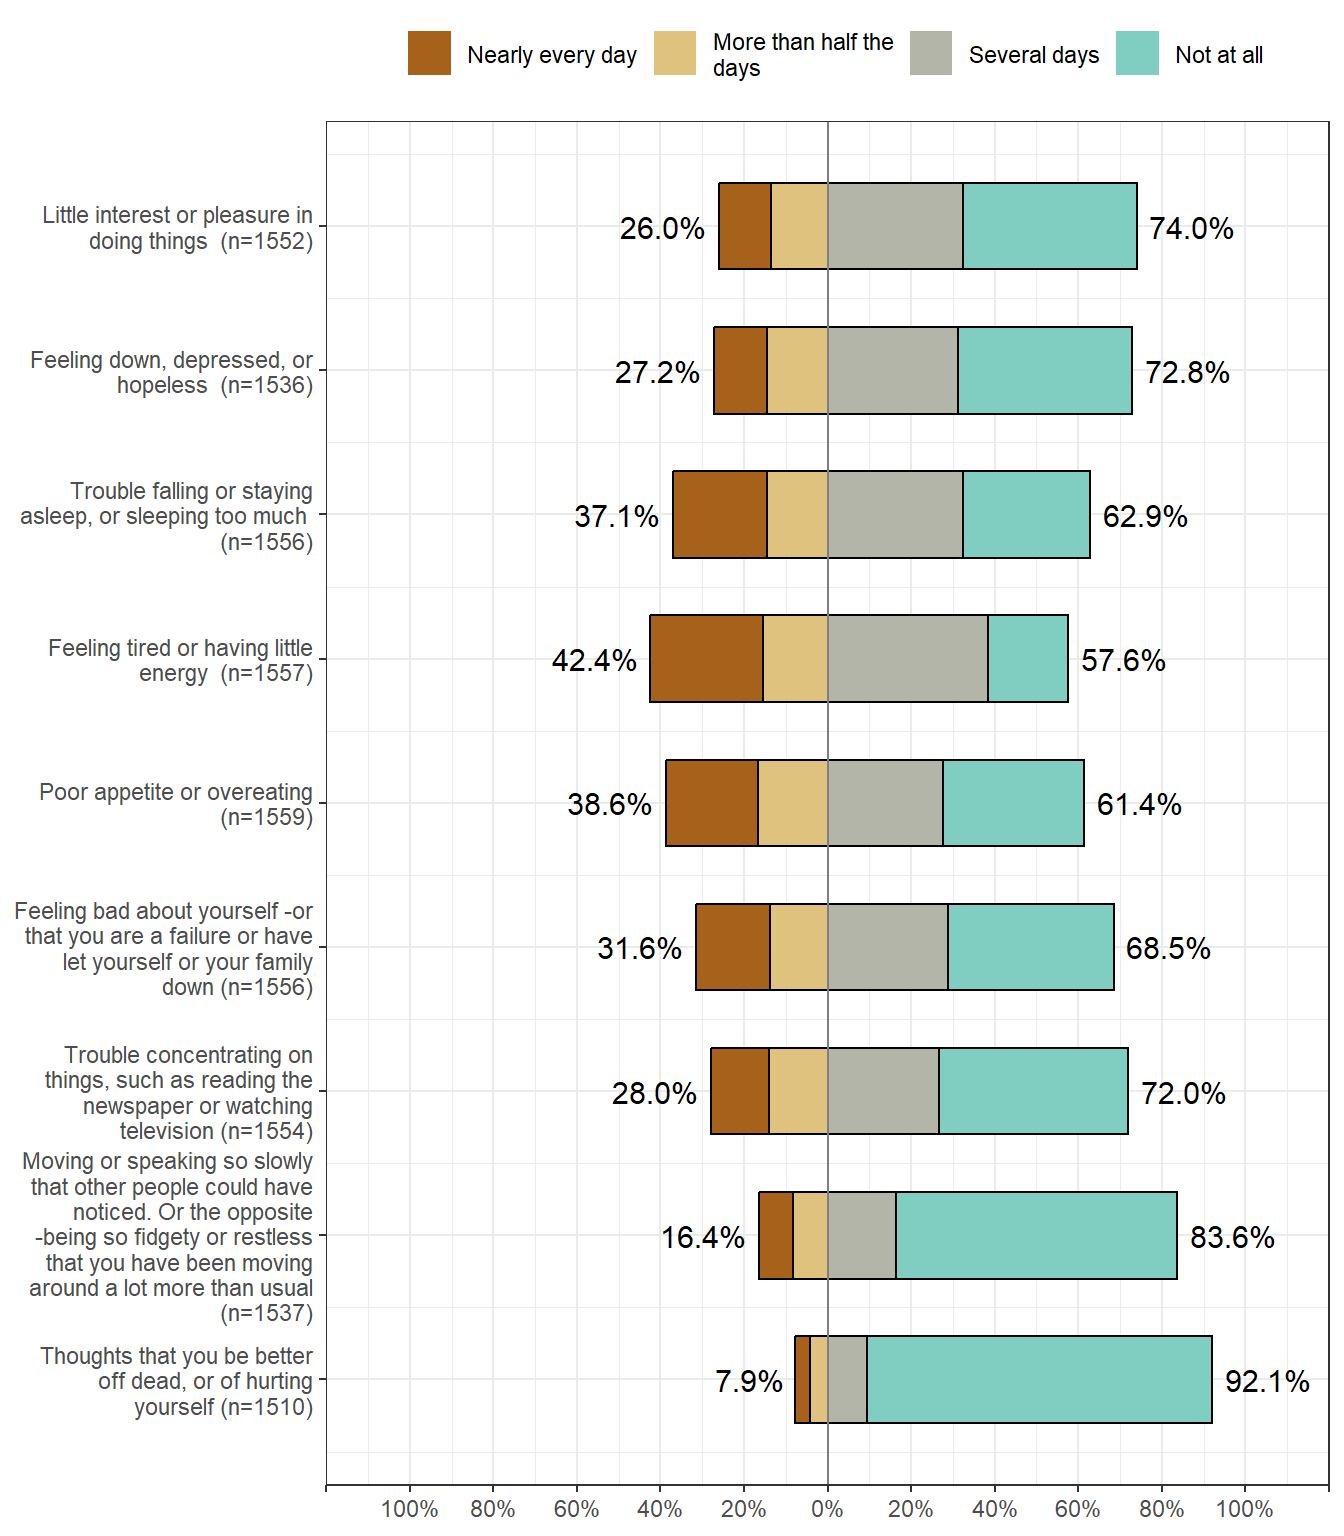 Nearly every day
More than half the
days
Several days
Not at all
Little interest or pleasure in
doing things  (n=1552)
26.0%
74.0%
Feeling down, depressed, or
hopeless  (n=1536)
27.2%
72.8%
Trouble falling or staying
asleep, or sleeping too much
(n=1556)
37.1%
62.9%
Feeling tired or having little
energy  (n=1557)
42.4%
57.6%
Poor appetite or overeating
(n=1559)
38.6%
61.4%
Feeling bad about yourself -or
that you are a failure or have
let yourself or your family
down (n=1556)
31.6%
68.5%
Trouble concentrating on
things, such as reading the
newspaper or watching
television (n=1554)
28.0%
72.0%
Moving or speaking so slowly
that other people could have
noticed. Or the opposite
-being so fidgety or restless
that you have been moving
around a lot more than usual
(n=1537)
16.4%
83.6%
Thoughts that you be better
off dead, or of hurting
yourself (n=1510)
7.9%
92.1%
100% 80% 60% 40% 20% 0% 20% 40% 60% 80% 100%